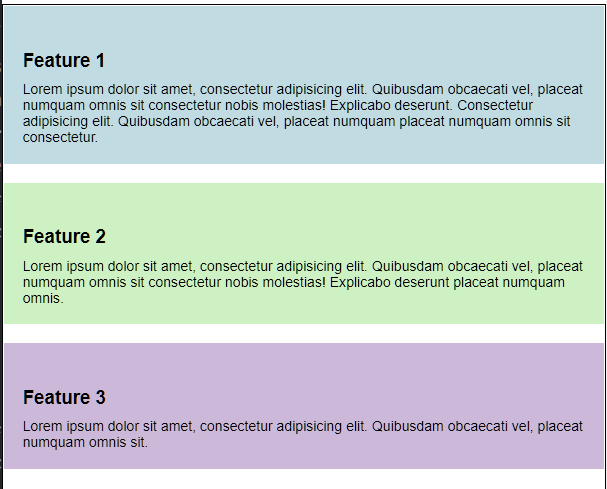 Feature 1
Lorem ipsum dolor sit amet, consectetur adipisicing elit. Quibusdam obcaecati vel, placeat
numquam omnis sit consectetur nobis molestias! Explicabo deserunt. Consectetur
adipisicing elit. Quibusdam obcaecati vel, placeat numquam placeat numquam omnis sit
consectetur.
Feature 2
Lorem ipsum dolor sit amet, consectetur adipisicing elit. Quibusdam obcaecati vel, placeat
numquam omnis sit consectetur nobis molestias! Explicabo deserunt placeat numquam
omnis.
Feature 3
Lorem ipsum dolor sit amet, consectetur adipisicing elit. Quibusdam obcaecati vel, placeat
numquam omnis sit.